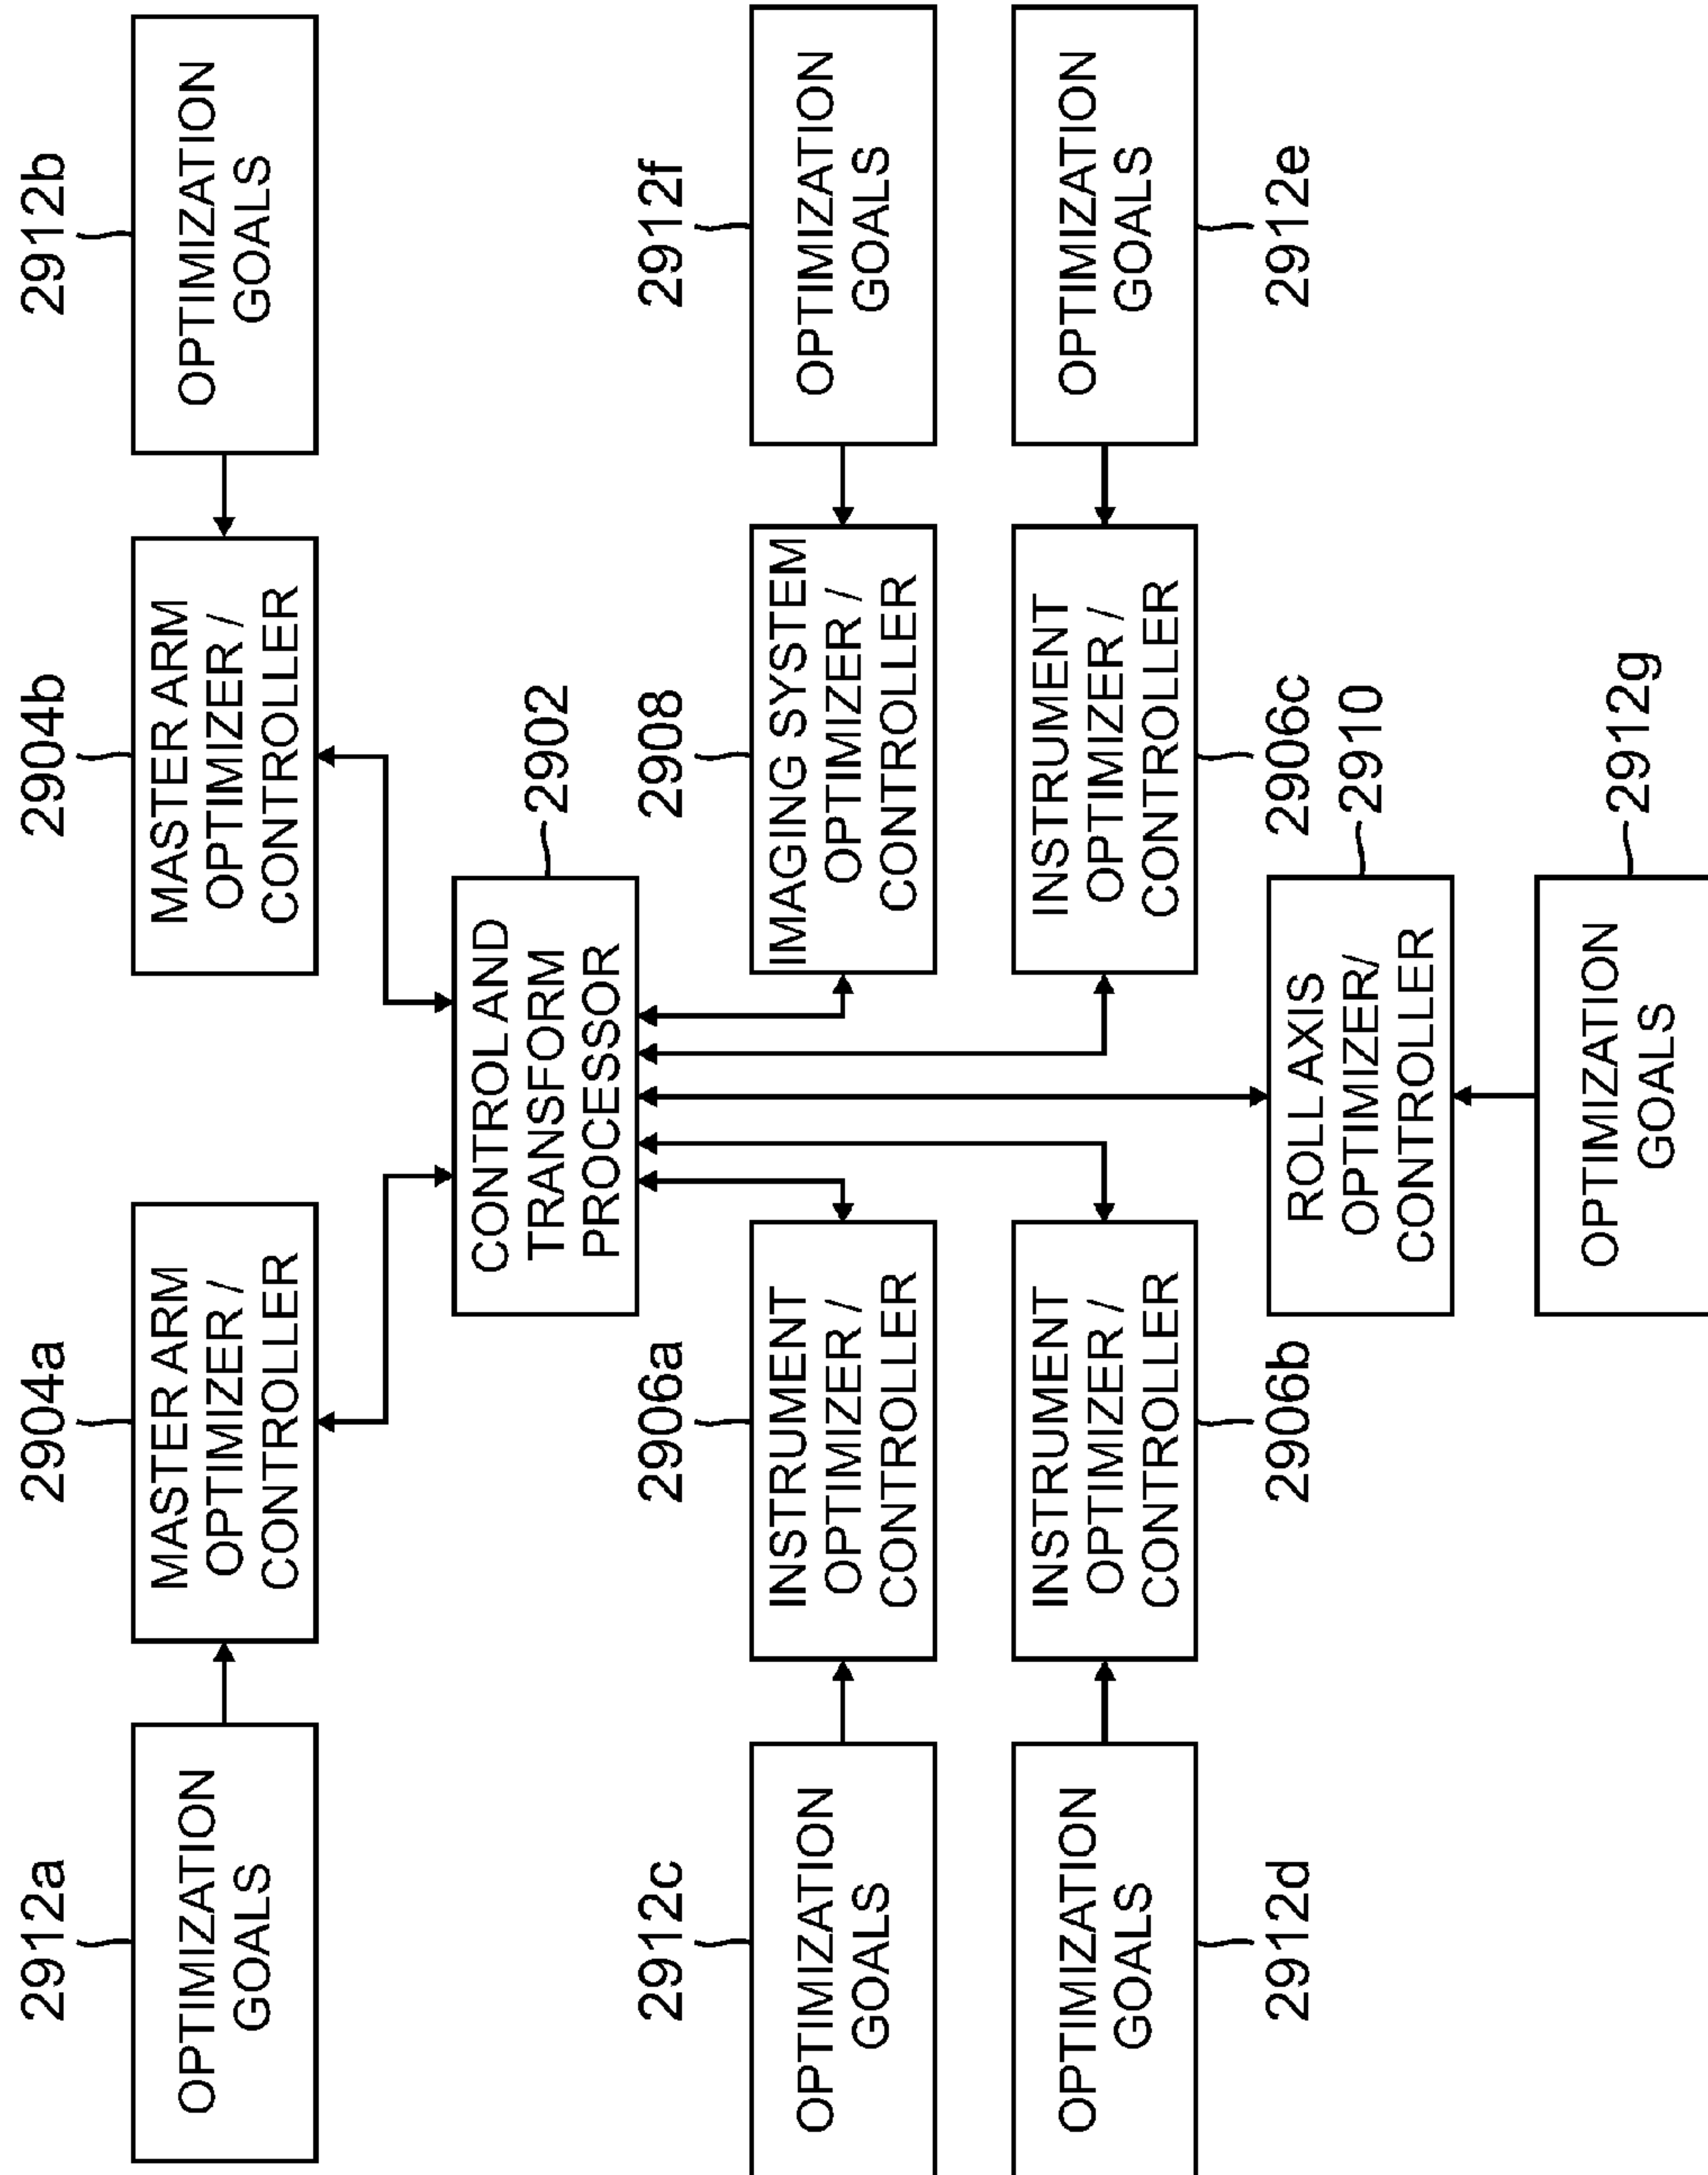 2912a
2904a
2904b
2912b
OPTIMIZATION
GOALS
MASTER ARM
OPTIMIZER /
CONTROLLER
MASTER ARM
OPTIMIZER /
CONTROLLER
OPTIMIZATION
GOALS
CONTROL AND
TRANSFORM
PROCESSOR
2902
2912c
2906a
2908
2912f
OPTIMIZATION
GOALS
INSTRUMENT
OPTIMIZER /
CONTROLLER
IMAGING SYSTEM
OPTIMIZER /
CONTROLLER
OPTIMIZATION
GOALS
OPTIMIZATION
GOALS
INSTRUMENT
OPTIMIZER /
CONTROLLER
INSTRUMENT
OPTIMIZER /
CONTROLLER
OPTIMIZATION
GOALS
2912d
2906b
2906c
2912e
ROLL AXIS
OPTIMIZER/
CONTROLLER
2910
OPTIMIZATION
GOALS
2912g